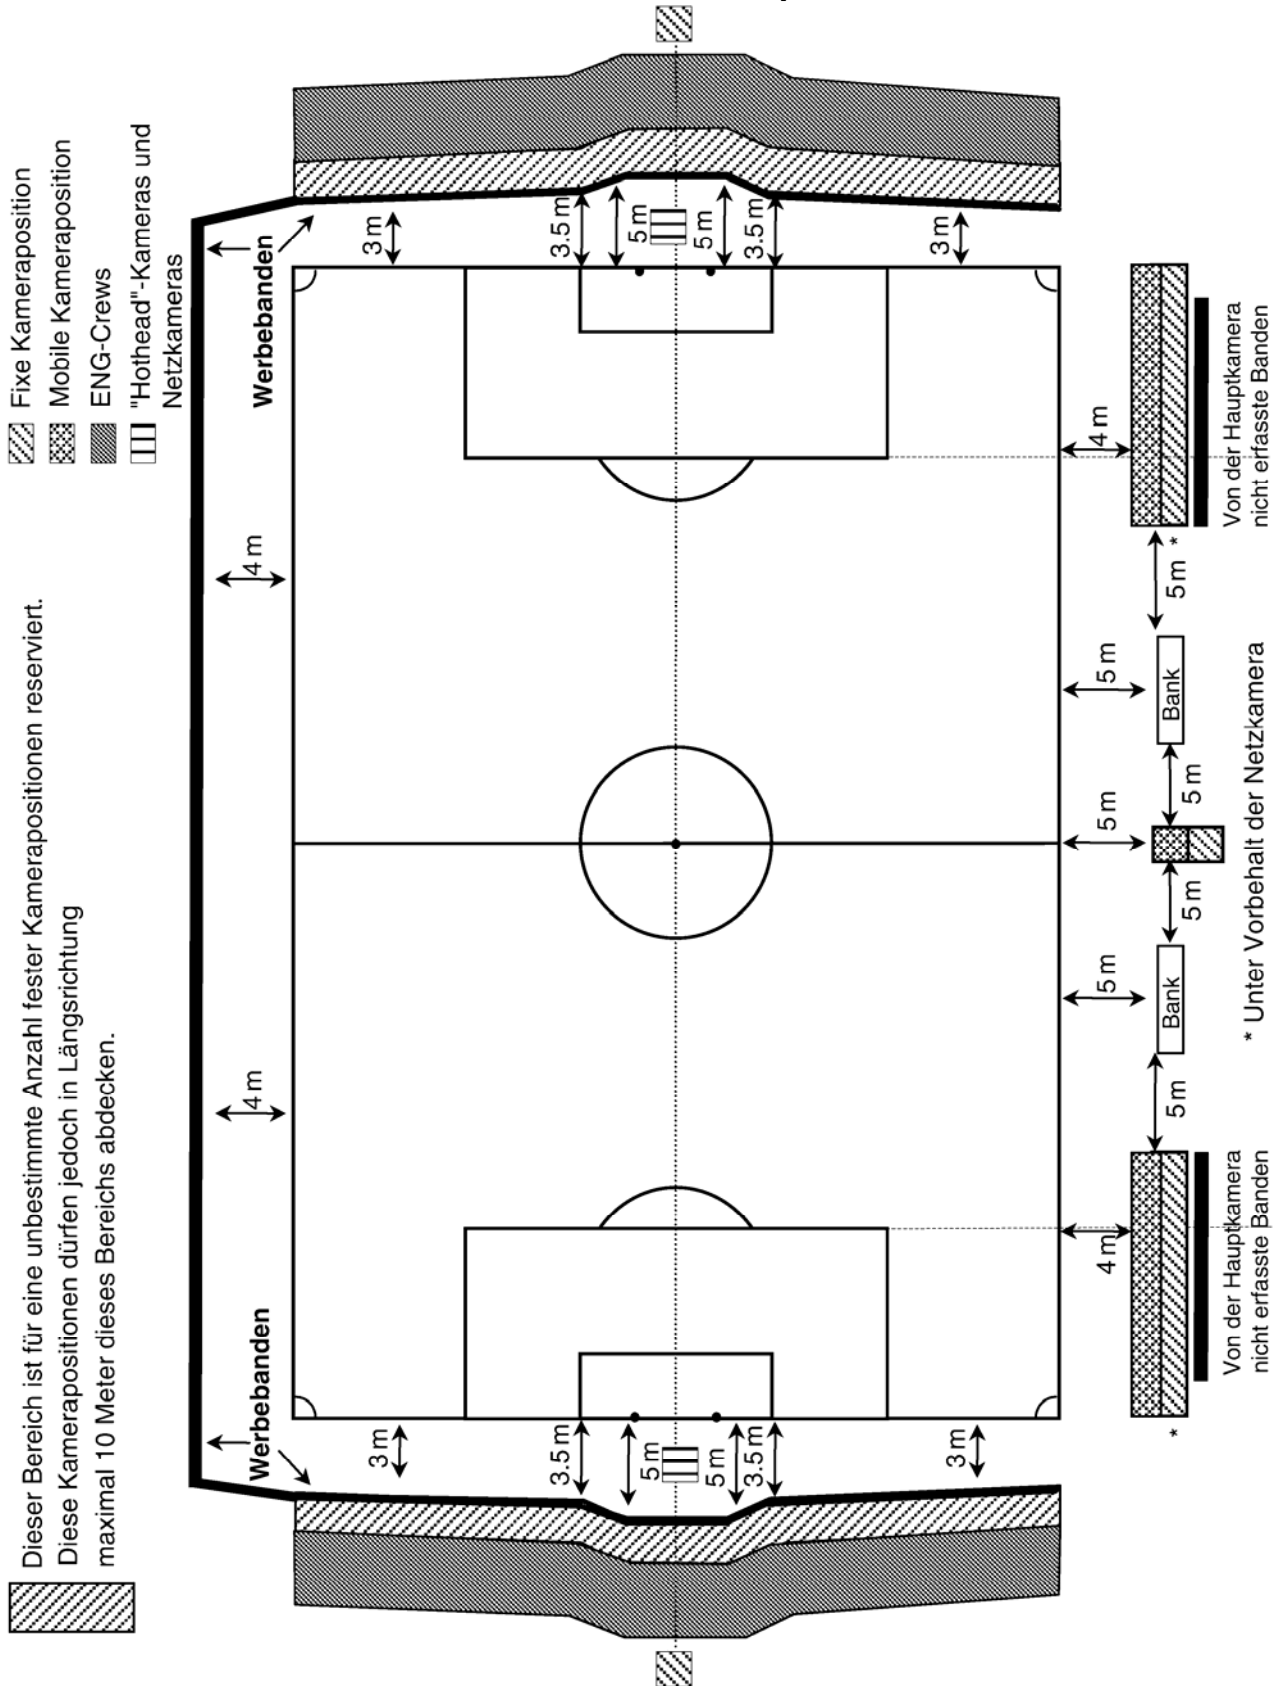 Dieser Bereich ist für eine unbestimmte Anzahl fester Kamerapositionen reserviert.
Diese Kamerapositionen dürfen jedoch in Längsrichtung
maximal 10 Meter dieses Bereichs abdecken.
Fixe Kameraposition
Mobile Kameraposition
ENG-Crews
"Hothead"-Kameras und
Netzkameras
Werbebanden
Werbebanden
4 m
4 m
3 m
3 m
3.5 m
3.5 m
5 m
5 m
5 m
5 m
3.5 m
3.5 m
3 m
3 m
4 m
5 m
5 m
5 m
4 m
*
5 m
Bank
5 m
5 m
Bank
5 m
*
Von der Hauptkamera
nicht erfasste Banden
Von der Hauptkamera
nicht erfasste Banden
* Unter Vorbehalt der Netzkamera